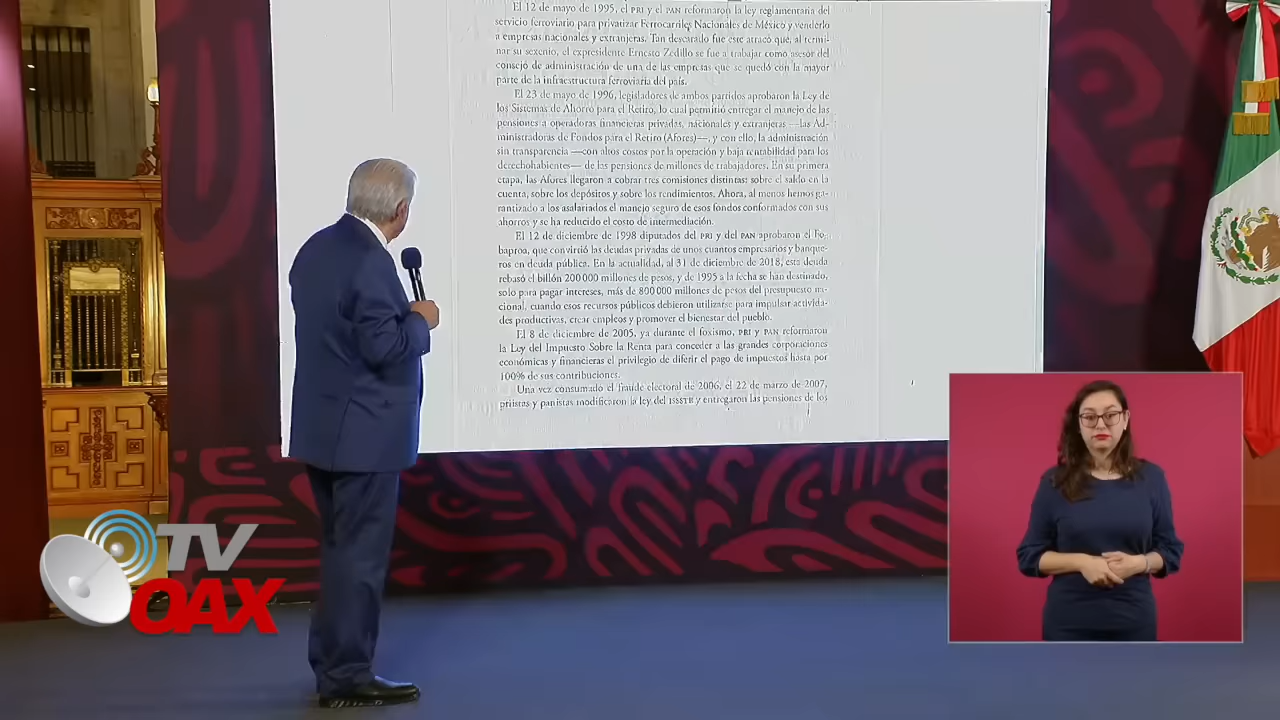 El 12 de mayo de 1995, el PRI y el PAN reformaron la ley reglamentaria del
servicio ferroviario para privatizar Ferrocarriles Nacionales de México y venderlo
a empresas nacionales y extranjeras. Tan descarado fue este atraco que, al termi-
nar su sexenio, el expresidente Ernesto Zedillo se fue a trabajar como asesor del
consejo de administración de una de las empresas que se quedó con la mayor
parte de la infraestructura ferroviaria del país.
El 23 de mayo de 1996, legisladores de ambos partidos aprobaron la Ley de
los Sistemas de Ahorro para el Retiro, lo cual permitió entregar el manejo de las
pensiones a operadoras financieras privadas, nacionales y extranjeras —las Ad-
ministradoras de Fondos para el Retiro (Afores)—, y con ello, la administración
sin transparencia —con altos costos por la operación y baja rentabilidad para los
derechohabientes— de las pensiones de millones de trabajadores. En su primera
etapa, las Afores llegaron a cobrar tres comisiones distintas: sobre el saldo en la
cuenta, sobre los depósitos y sobre los rendimientos. Ahora, al menos hemos ga-
rantizado a los asalariados el manejo seguro de esos fondos conformados con sus
ahorros y se ha reducido el costo de intermediación.
El 12 de diciembre de 1998 diputados del PRI y del PAN aprobaron el Fo-
baproa, que convirtió las deudas privadas de unos cuantos empresarios y banque-
ros en deuda pública. En la actualidad, al 31 de diciembre de 2018, esta deuda
rebasó el billón 200 000 millones de pesos, y de 1995 a la fecha se han destinado,
solo para pagar intereses, más de 800 000 millones de pesos del presupuesto na-
cional, cuando esos recursos públicos debieron utilizarse para impulsar activida-
des productivas, crear empleos y promover el bienestar del pueblo.
El 8 de diciembre de 2005, ya durante el foxismo, PRI y PAN reformaron
la Ley del Impuesto Sobre la Renta para conceder a las grandes corporaciones
económicas y financieras el privilegio de diferir el pago de impuestos hasta por
100% de sus contribuciones.
Una vez consumado el fraude electoral de 2006, el 22 de marzo de 2007,
priistas y panistas modificaron la ley del ISSSTE y entregaron las pensiones de los
TV
OAX